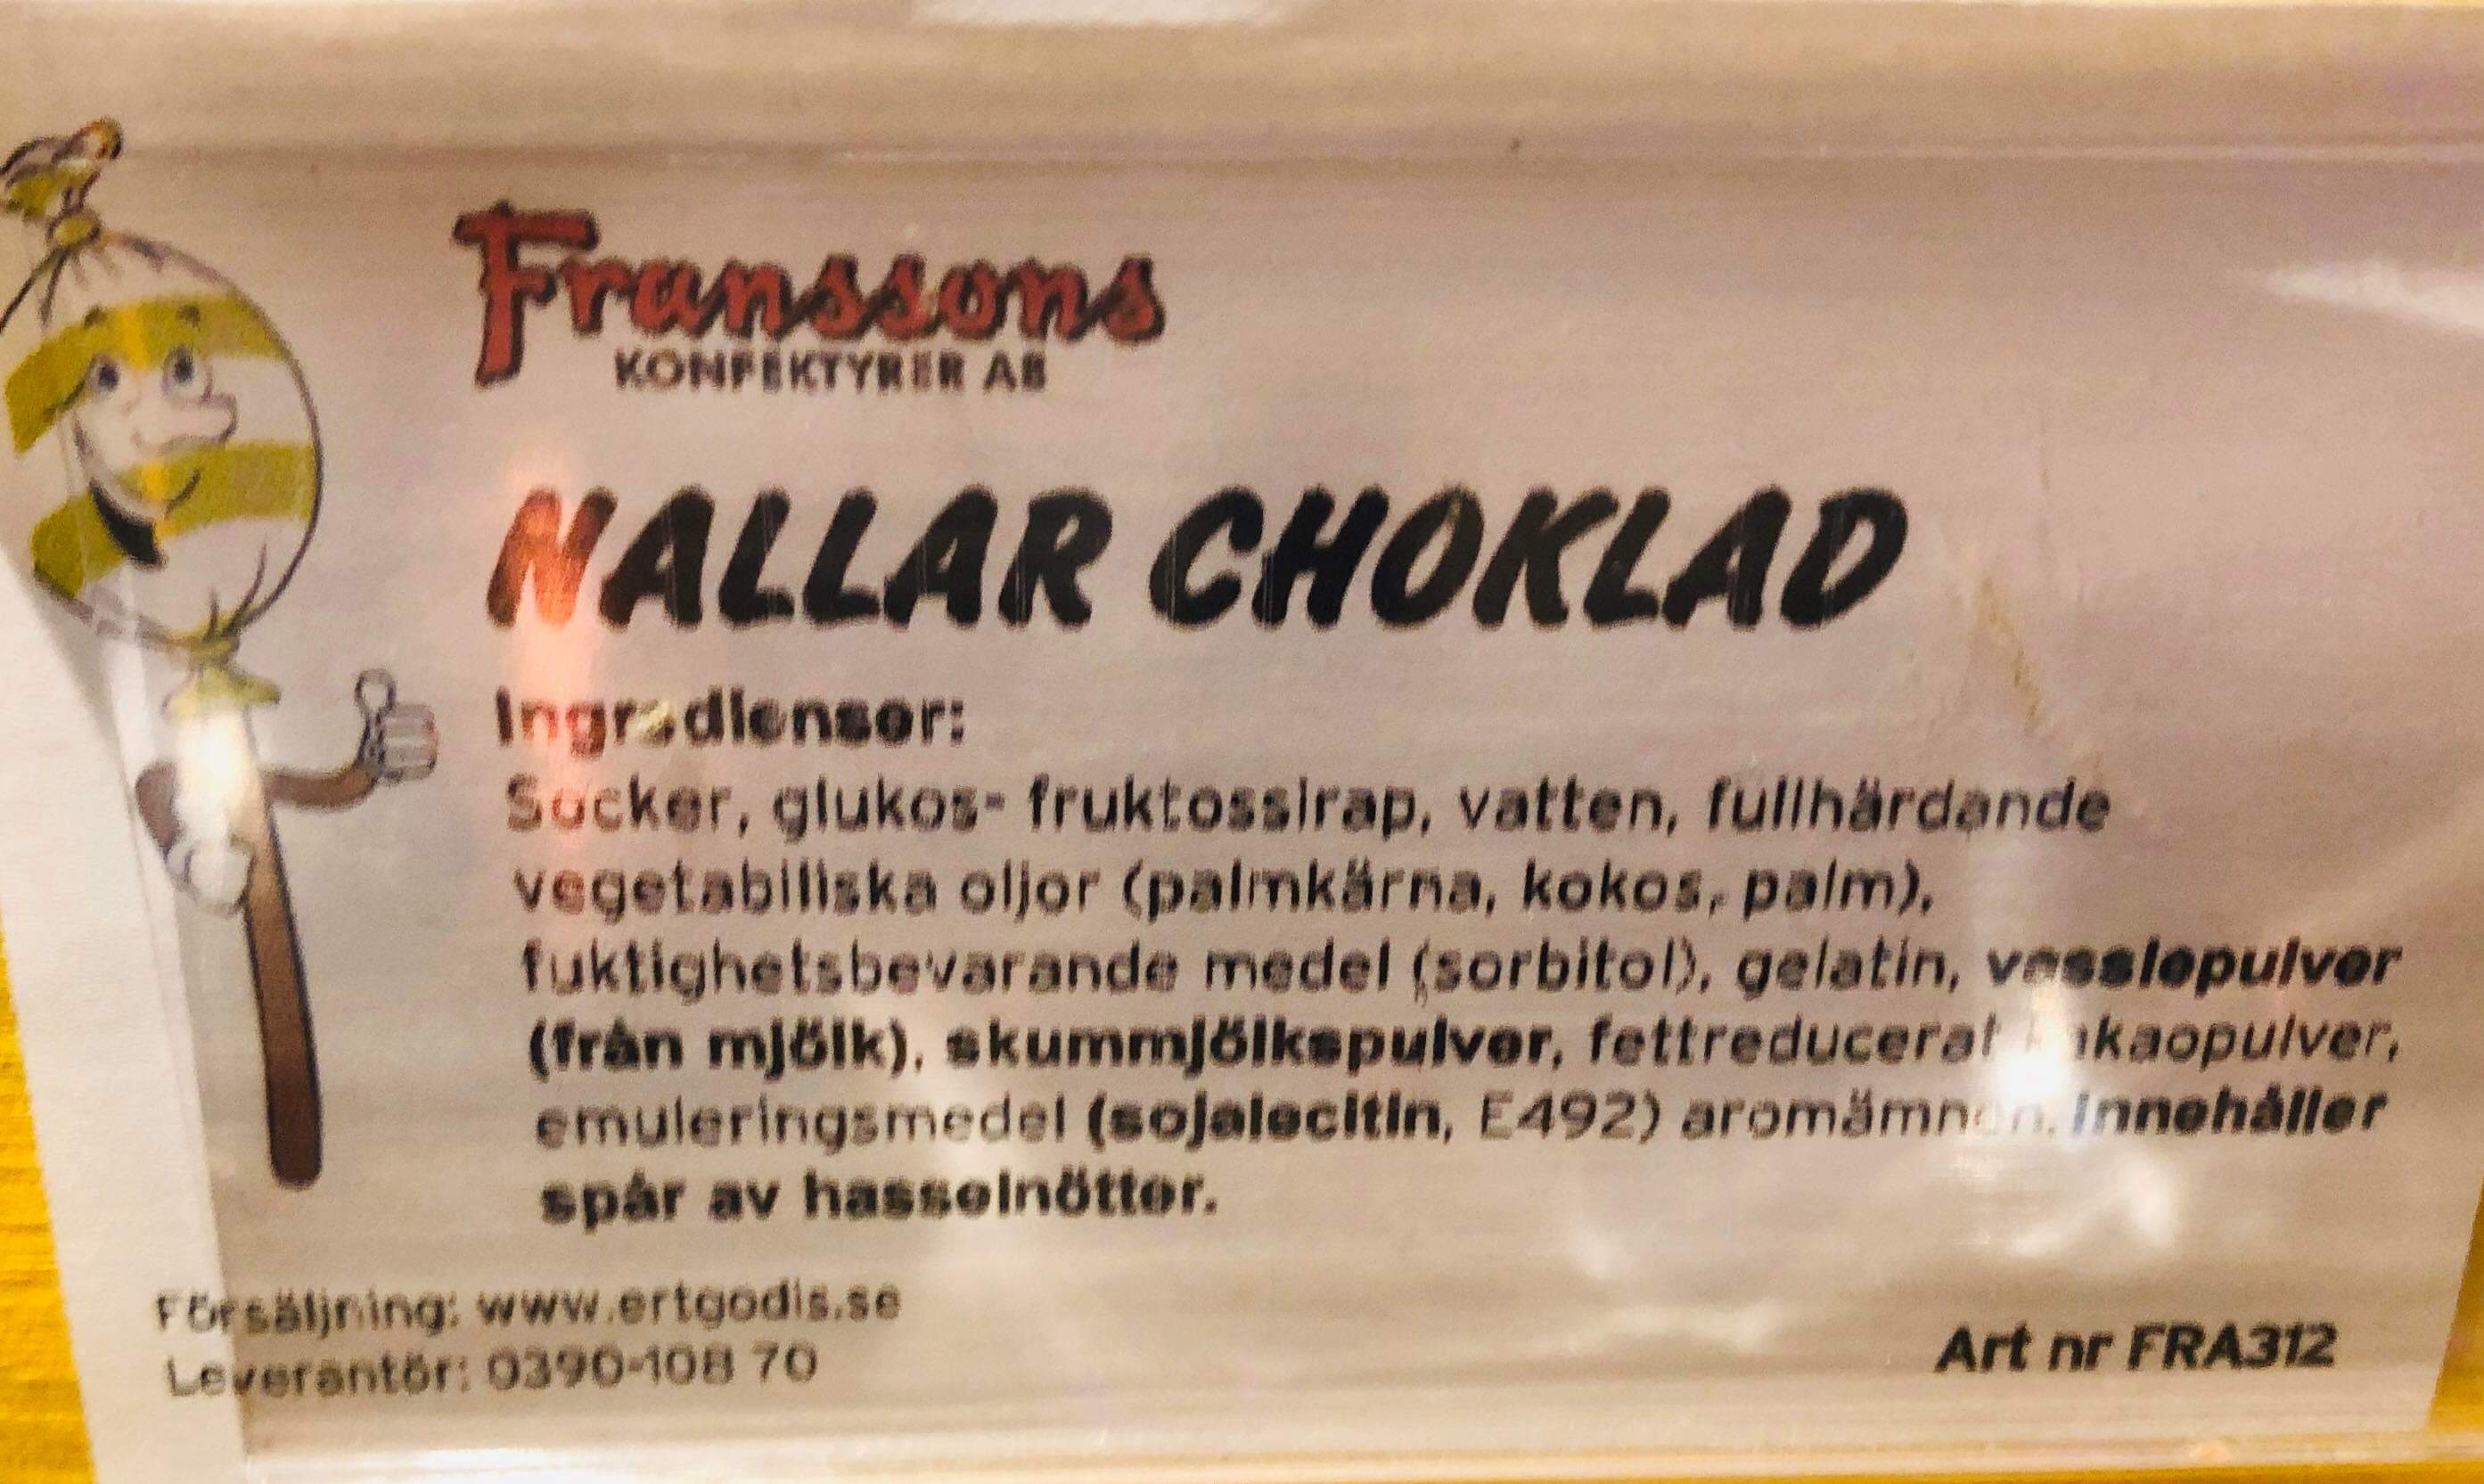 Franssons
KONFEKTYRER AB
NALLAR CHOKLAD
Ingredienser:
Socker, glukos- fruktossirap, vatten, fullhärdande
vegetabiliska oljor (palmkärna, kokos, palm),
fuktighetsbevarande medel (sorbitol), gelatin, vasslepulver
(från mjölk), skummjölkspulver, fettreducerat kakaopulver,
emuleringsmedel (sojalecitin, E492) aromämnen. Innehåller
spår av hasselnötter.
Försäljning: www.ertgodis.se
Leverantör: 0390-108 70
Art nr FRA312